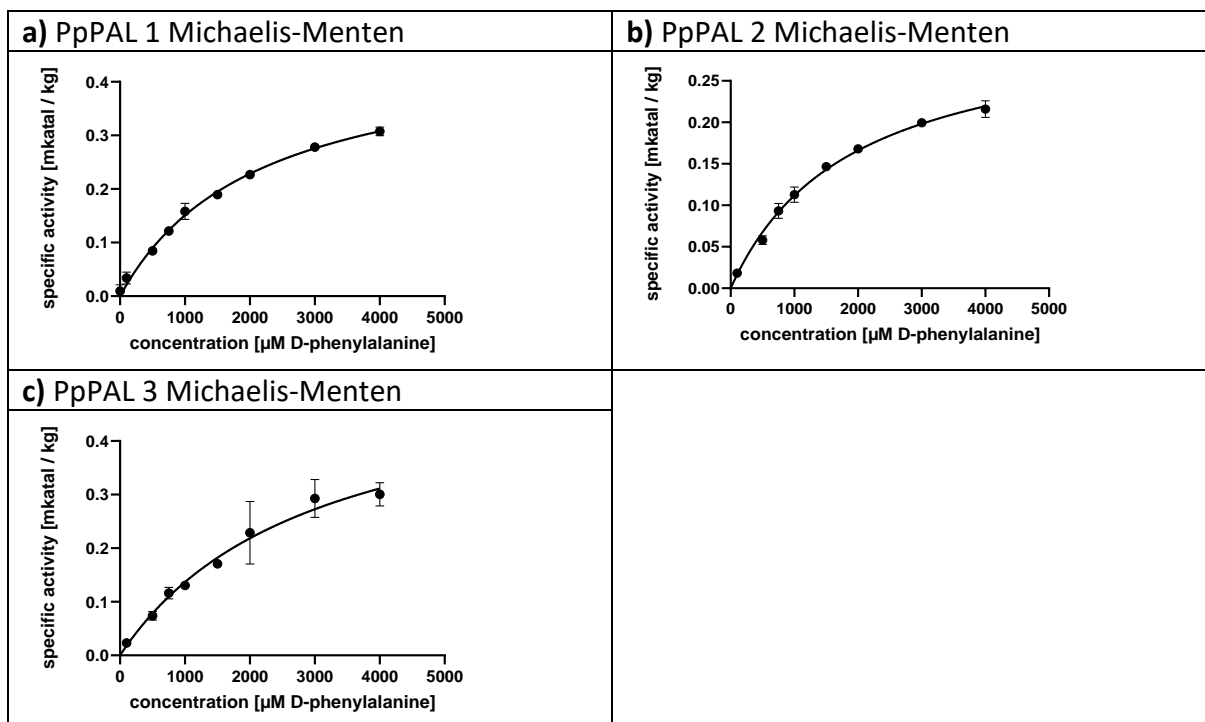 a) PpPAL 1 Michaelis-Menten
specific activity [mkatal / kg]
0.4
0.3
0.2
0.1
0.0
0 1000 2000 3000 4000 5000
concentration [µM D-phenylalanine]
b) PpPAL 2 Michaelis-Menten
specific activity [mkatal / kg]
0.25
0.20
0.15
0.10
0.05
0.00
0 1000 2000 3000 4000 5000
concentration [µM D-phenylalanine]
c) PpPAL 3 Michaelis-Menten
specific activity [mkatal / kg]
0.4
0.3
0.2
0.1
0.0
0 1000 2000 3000 4000 5000
concentration [µM D-phenylalanine]